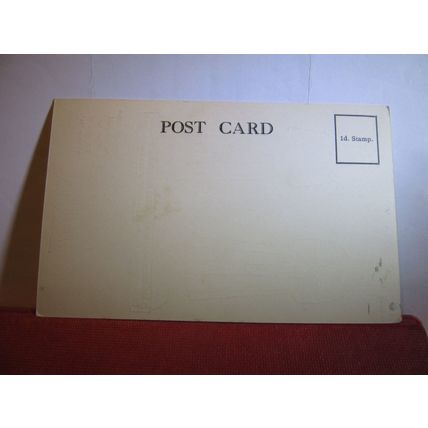 POST CARD
1d. Stamp.